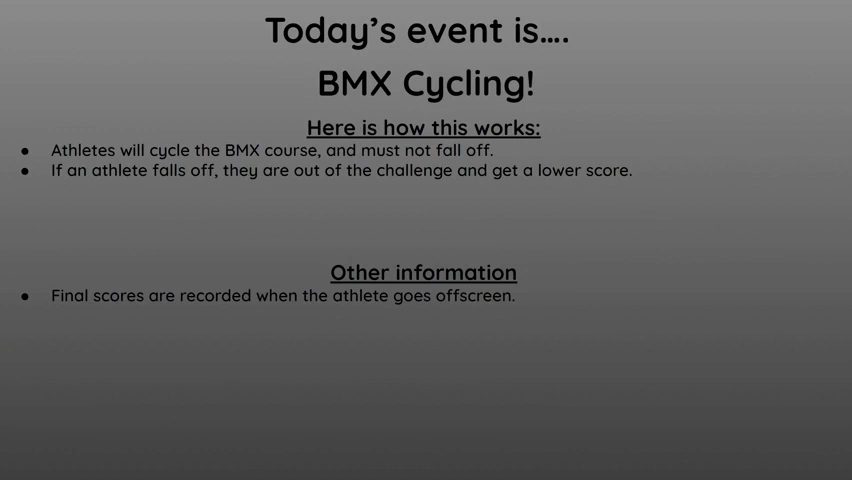 Today’s event is....
BMX Cycling!
Here is how this works:
● Athletes will cycle the BMX course, and must not fall off.
● If an athlete falls off, they are out of the challenge and get a lower score.
Other information
● Final scores are recorded when the athlete goes offscreen.